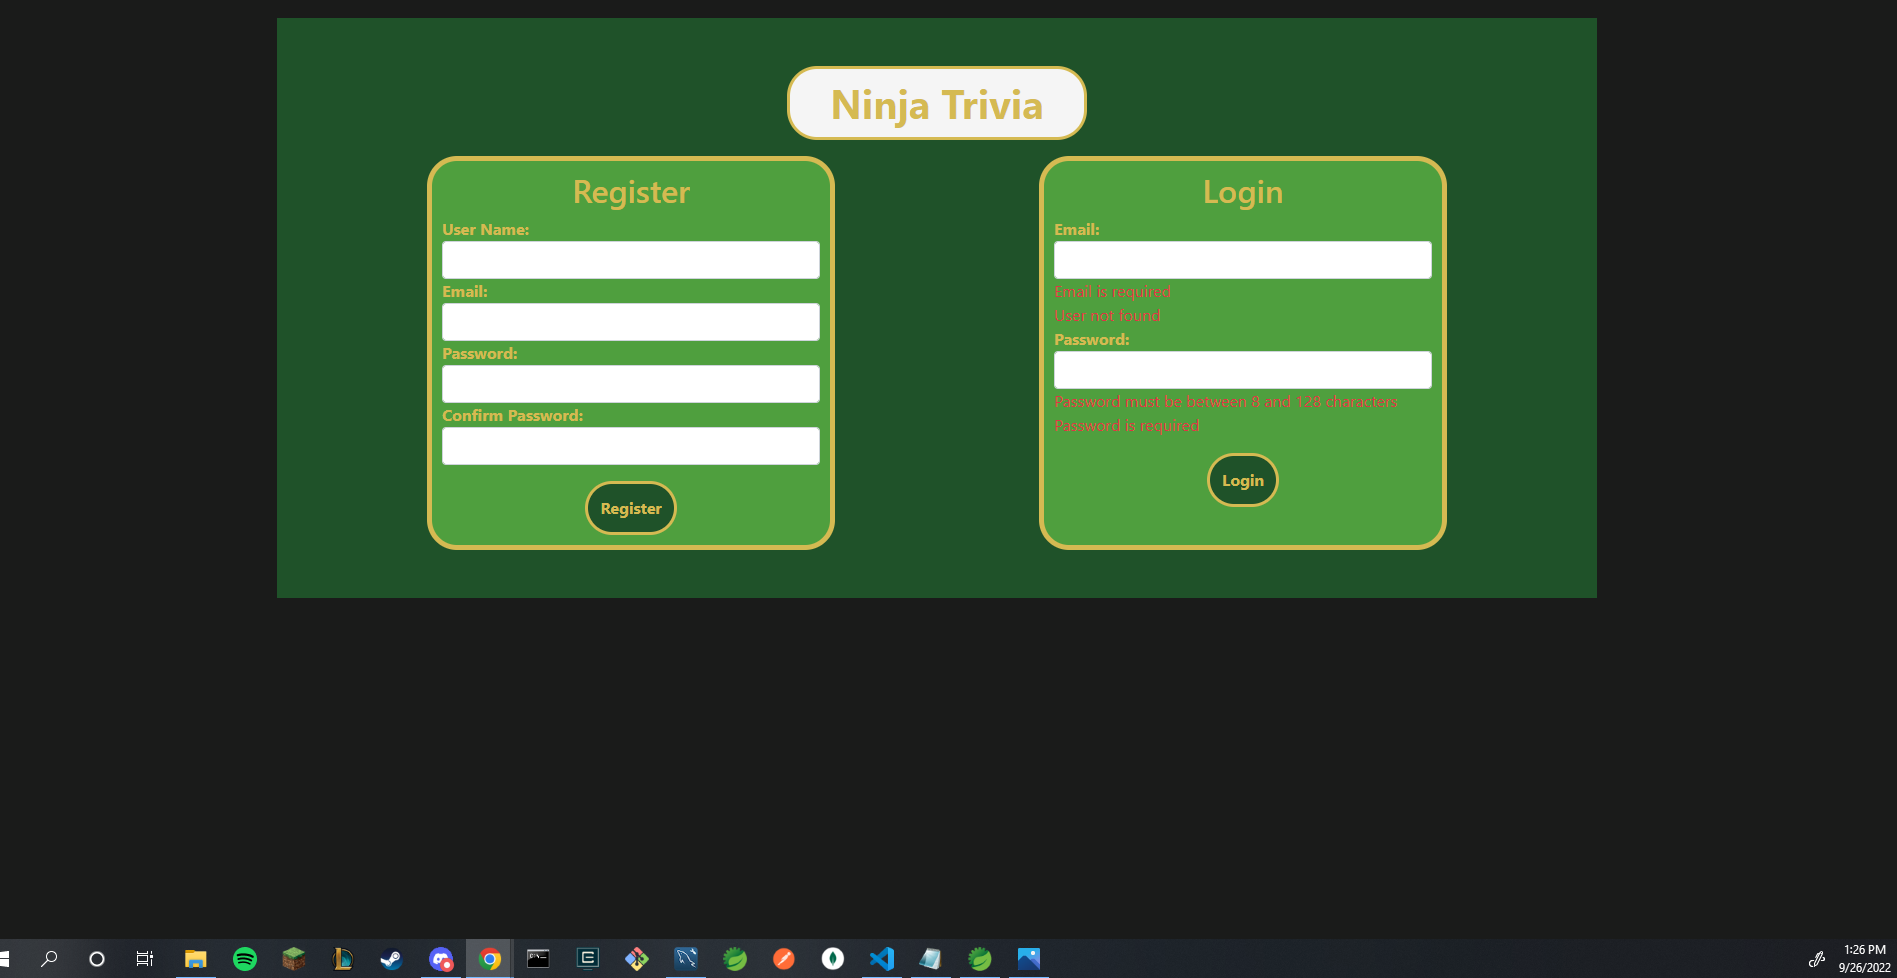 Ninja Trivia
Register
User Name:
Email:
Password:
Confirm Password:
Register
Login
Email:
Email is required
User not found
Password:
Password must be between 8 and 128 characters
Password is required
Login
1:26 PM
9/26/2022